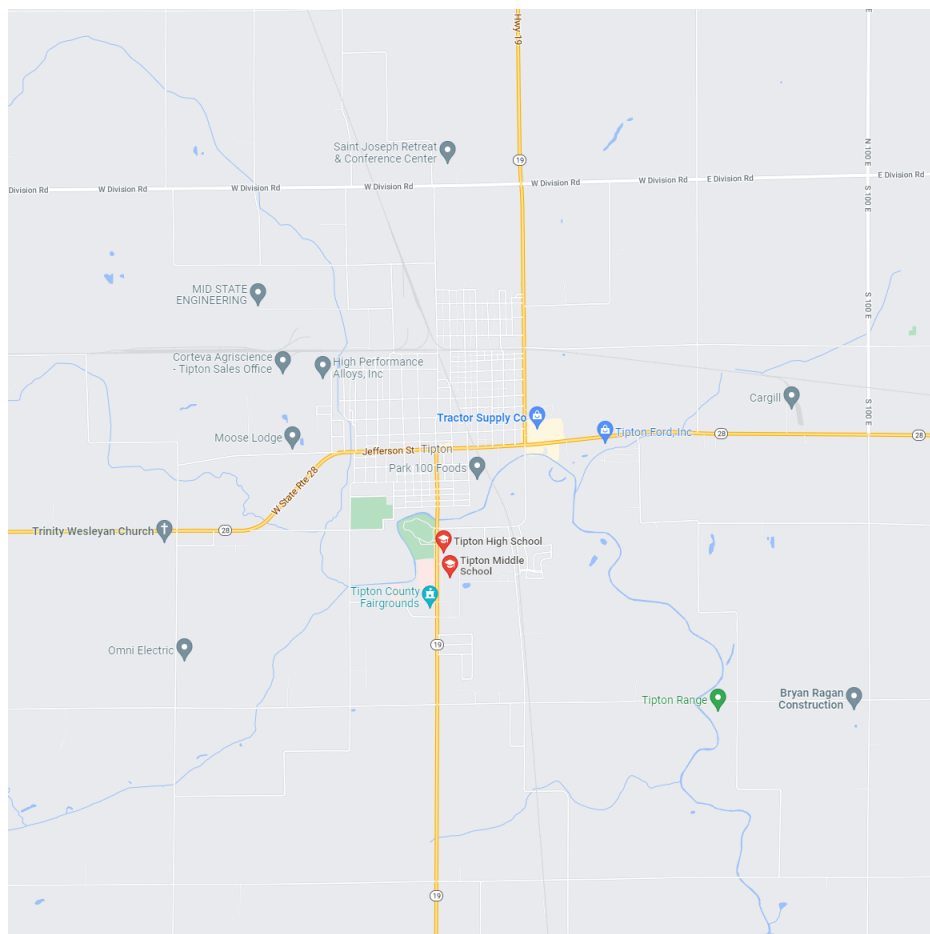 Hwy 19
E
Saint Joseph Retreat
& Conference Center
19
N 100 E
Division Rd
W Division Rd
W Division Rd
W Division Rd
W Division Rd
W Division Rd
E Division Rd
E Division Rd
S 100 E
MID STATE
ENGINEERING
S 100 E
Corteva Agriscience
- Tipton Sales Office
High Performance
Alloys, Inc
Cargill
S 100 E
Tractor Supply Co
Tipton Ford, Inc
28
28
Moose Lodge
Jefferson St
Tipton
Park 100 Foods
W State Rte 28
Trinity Wesleyan Church
28
Tipton High School
Tipton Middle
School
Tipton County
Fairgrounds
19
Omni Electric
Tipton Range
Bryan Ragan
Construction
19